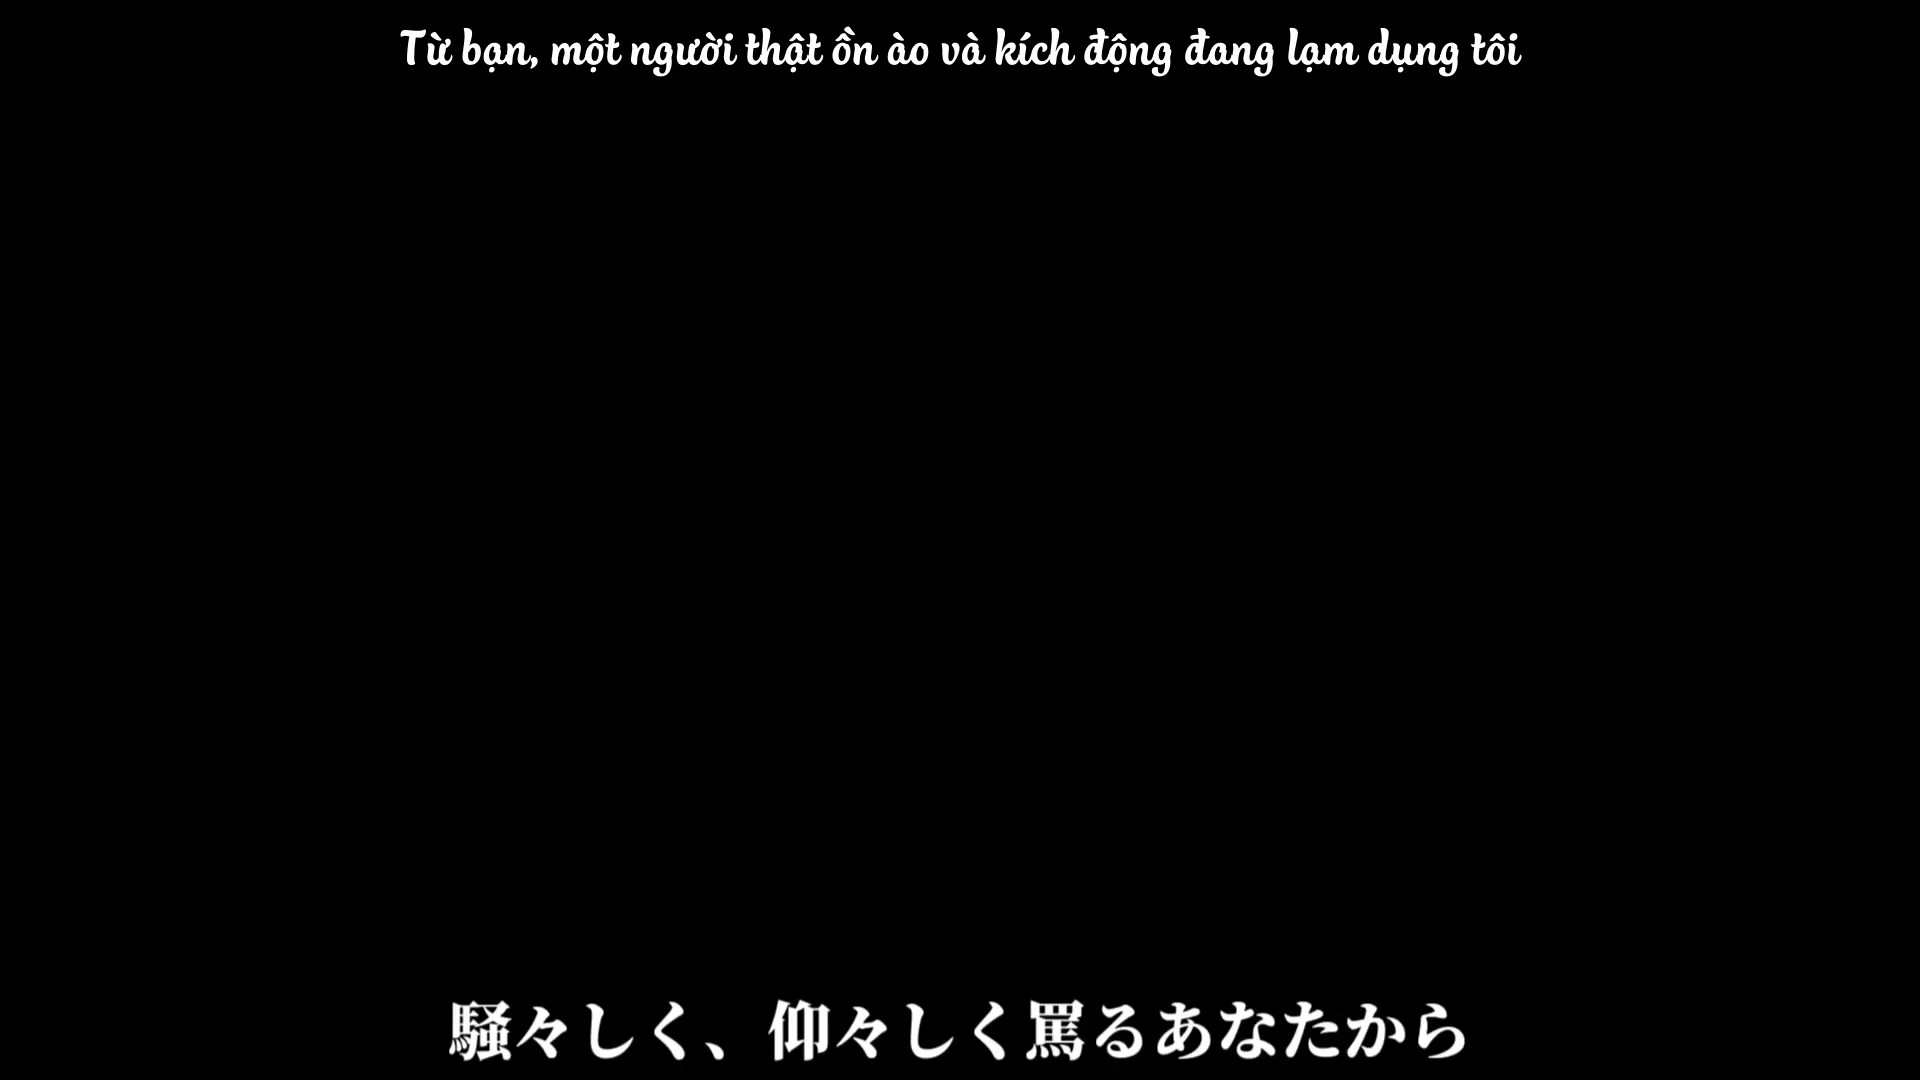 Từ bạn, một người thật ồn ào và kích động đang lạm dụng tôi
騒々しく、仰々しく罵るあなたから